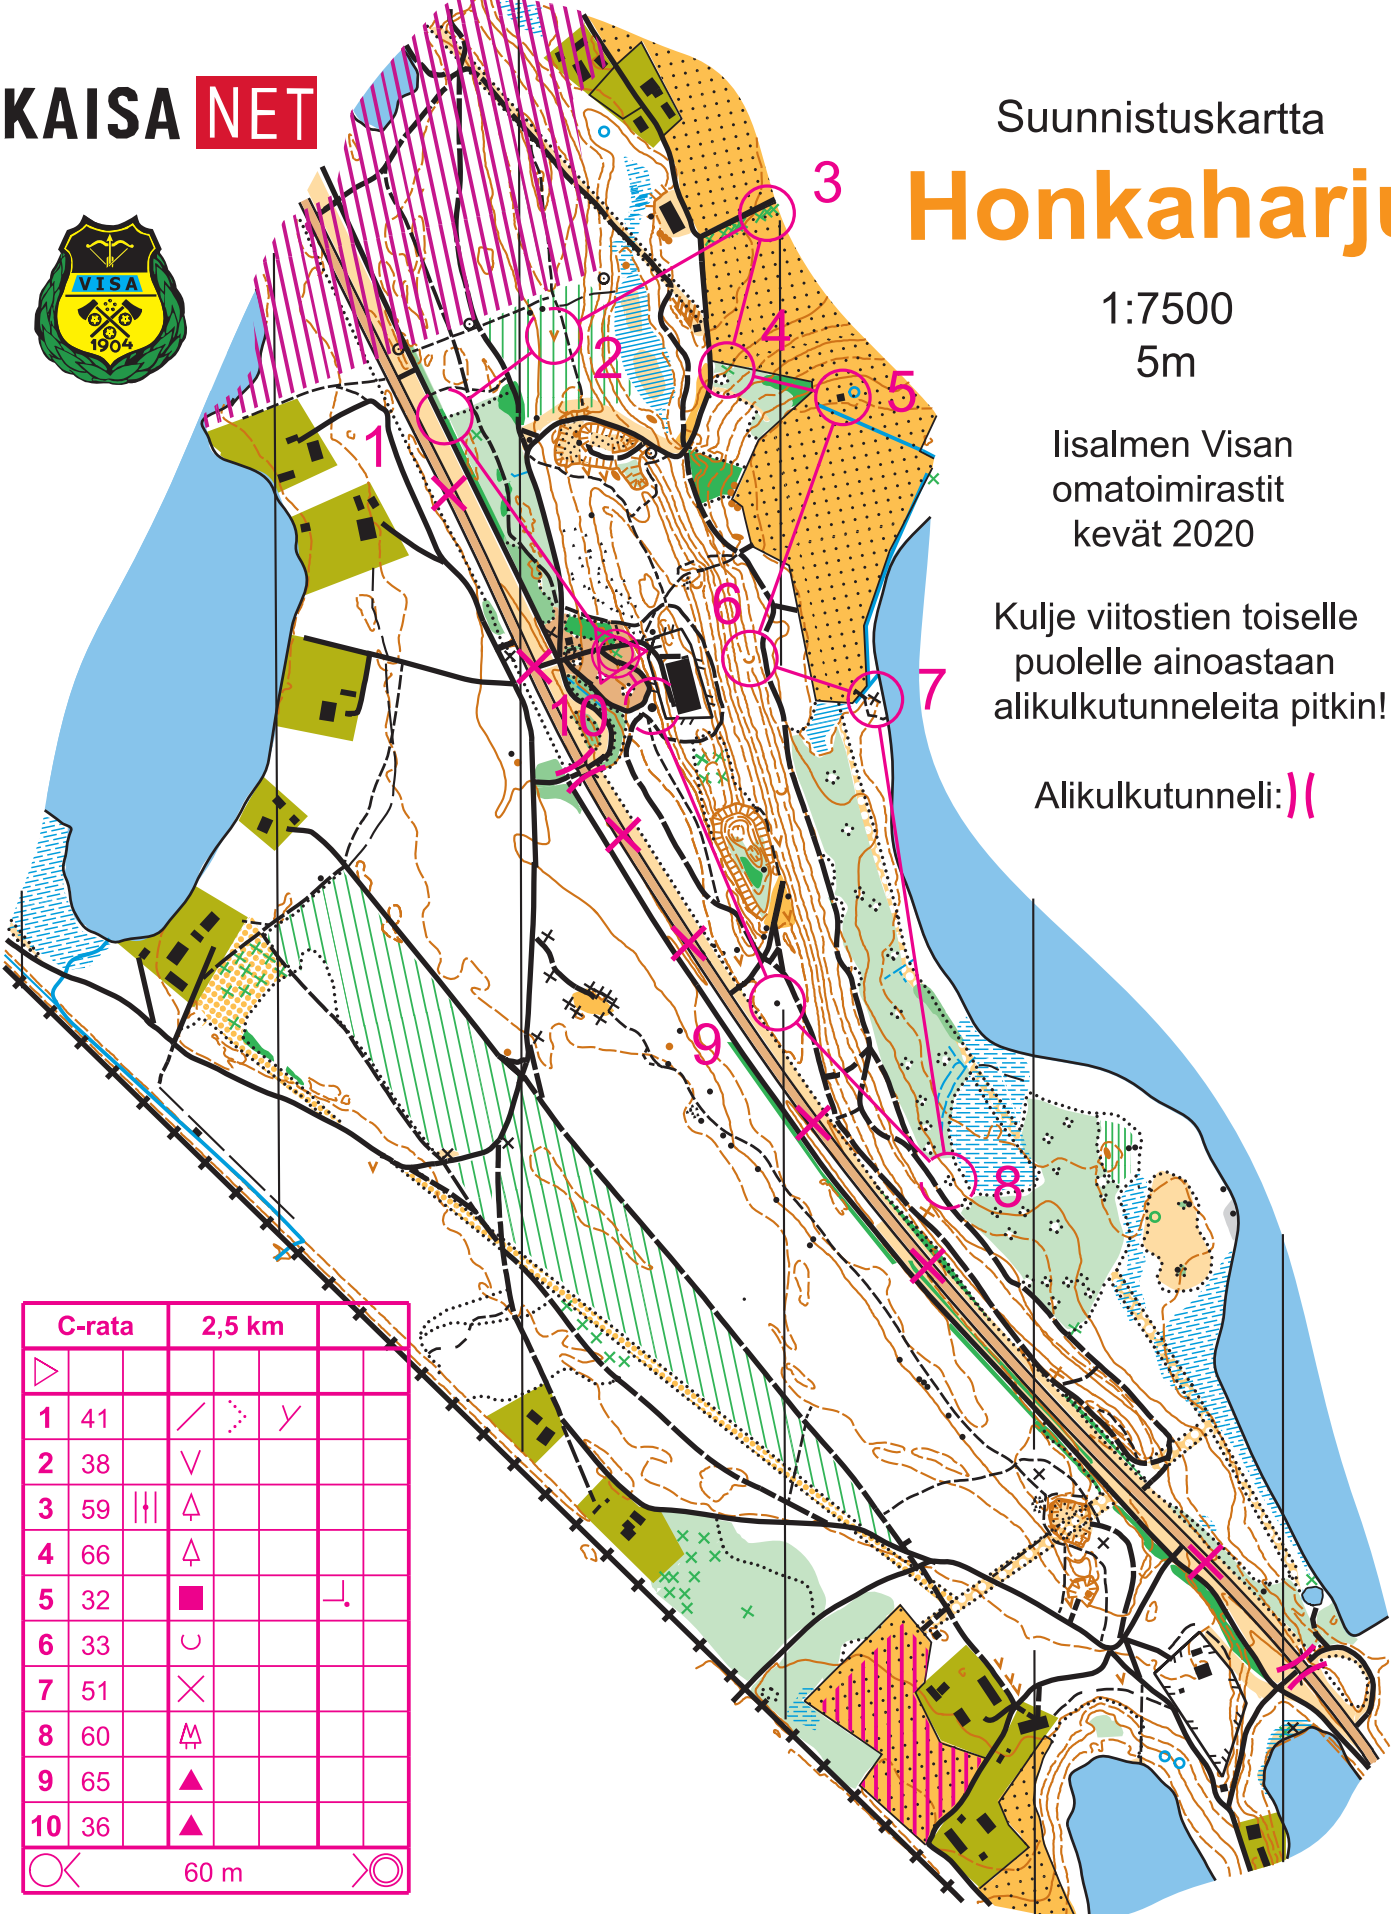 KAISA NET
VISA
1904
Suunnistuskartta
Honkaharju
1:7500
5m
Iisalmen Visan
omatoimirastit
kevät 2020
Kulje viitostien toiselle
puolelle ainoastaan
alikulkutunneleita pitkin!
Alikulkutunneli:
3
4
2
5
1
6
7
10
9
8
C-rata 2,5 km
1 41
2 38
3 59
4 66
5 32
6 33
7 51
8 60
9 65
10 36
60 m